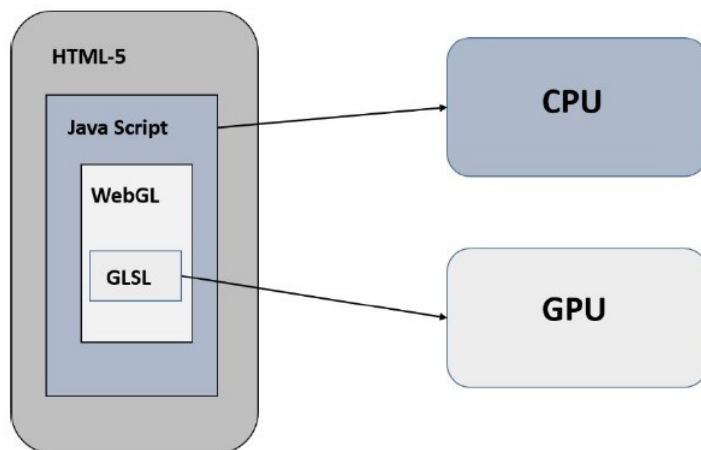 HTML-5
Java Script
WebGL
GLSL
CPU
GPU